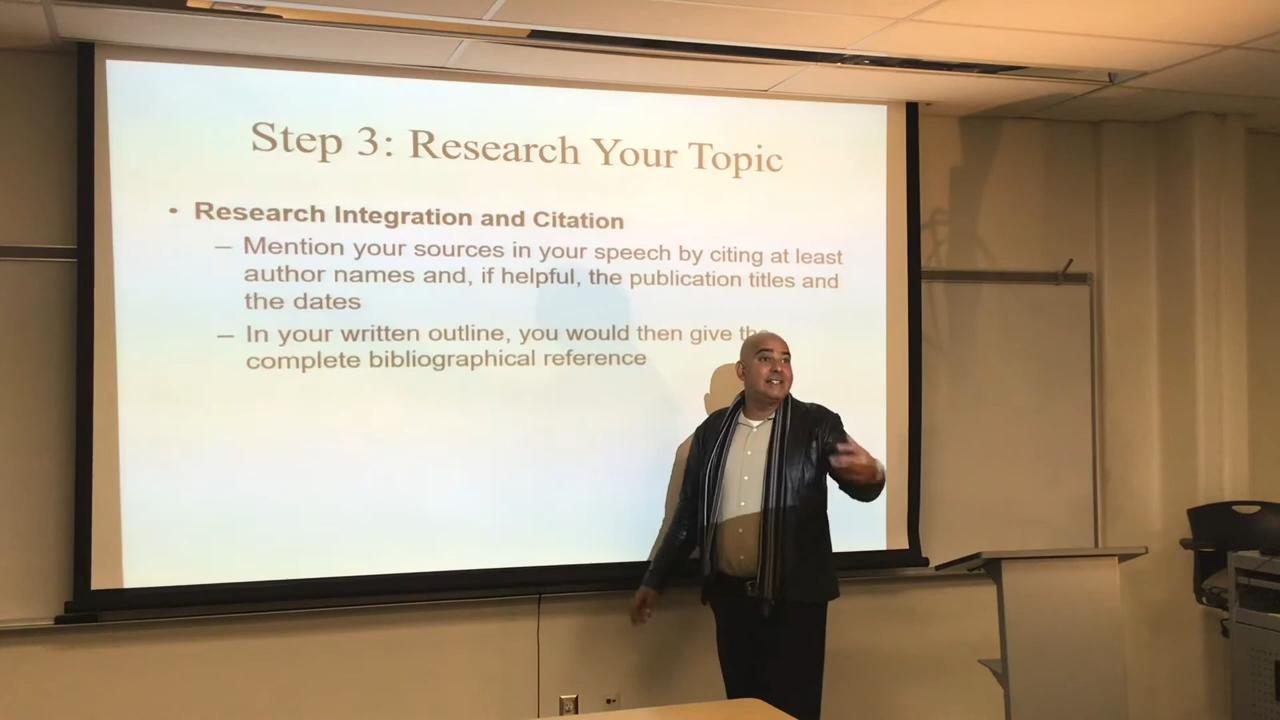 Step 3: Research Your Topic
• Research Integration and Citation
– Mention your sources in your speech by citing at least
author names and, if helpful, the publication titles and
the dates
– In your written outline, you would then give the
complete bibliographical reference